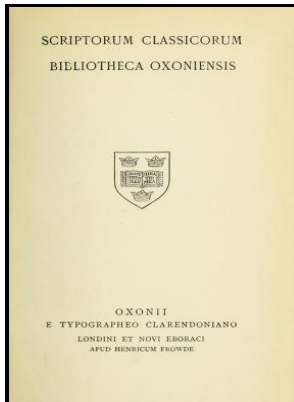 SCRIPTORUM CLASSICORUM
BIBLIOTHECA OXONIENSIS
OXONII
E TYPOGRAPHEO CLARENDONIANO
LONDINI ET NOVI EBORACI
APUD HENRICUM FROWDE